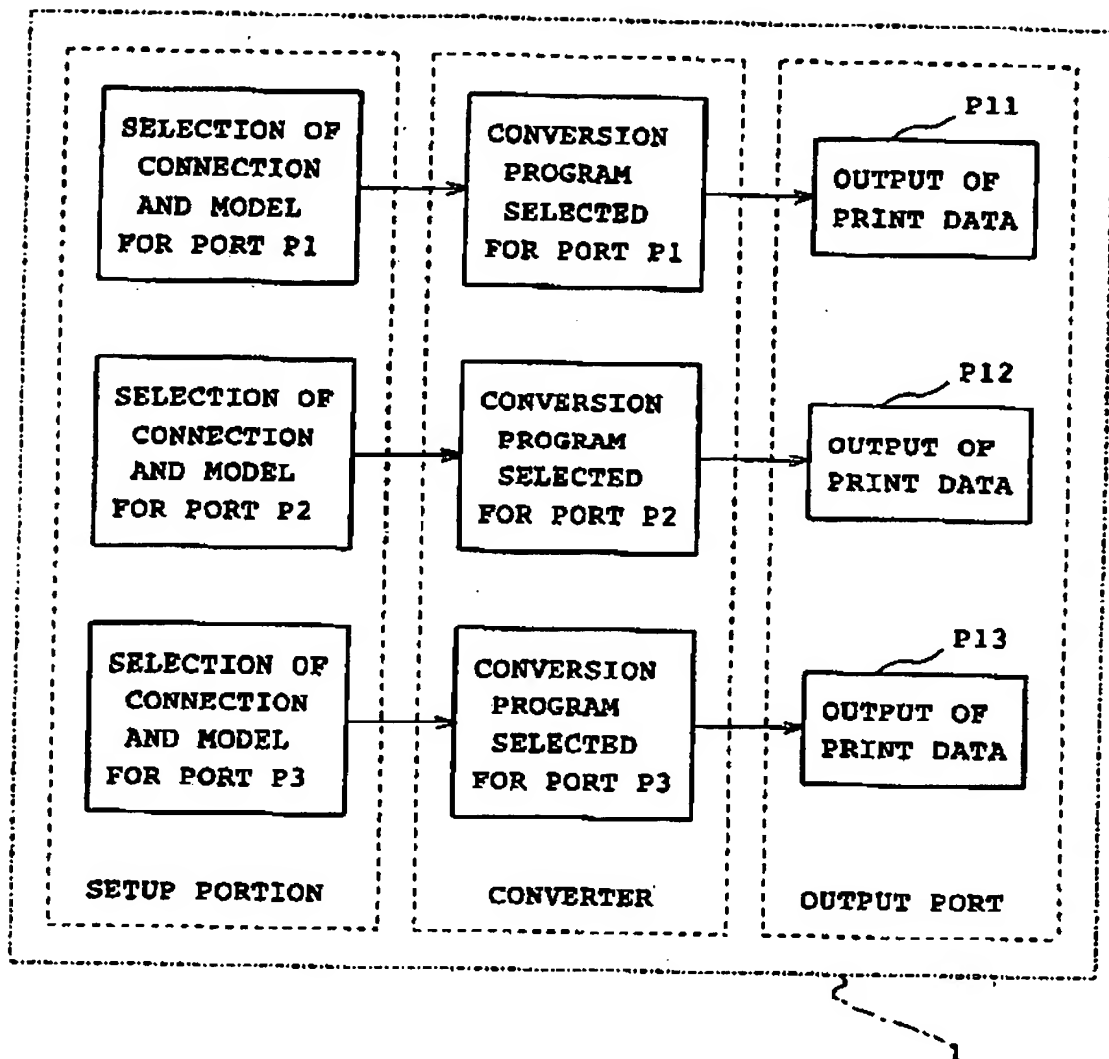 P11
SELECTION OF
CONNECTION
AND MODEL
FOR PORT P1
CONVERSION
PROGRAM
SELECTED
FOR PORT P1
OUTPUT OF
PRINT DATA
P12
SELECTION OF
CONNECTION
AND MODEL
FOR PORT P2
CONVERSION
PROGRAM
SELECTED
FOR PORT P2
OUTPUT OF
PRINT DATA
P13
SELECTION OF
CONNECTION
AND MODEL
FOR PORT P3
CONVERSION
PROGRAM
SELECTED
FOR PORT P3
OUTPUT OF
PRINT DATA
SETUP PORTION
CONVERTER
OUTPUT PORT